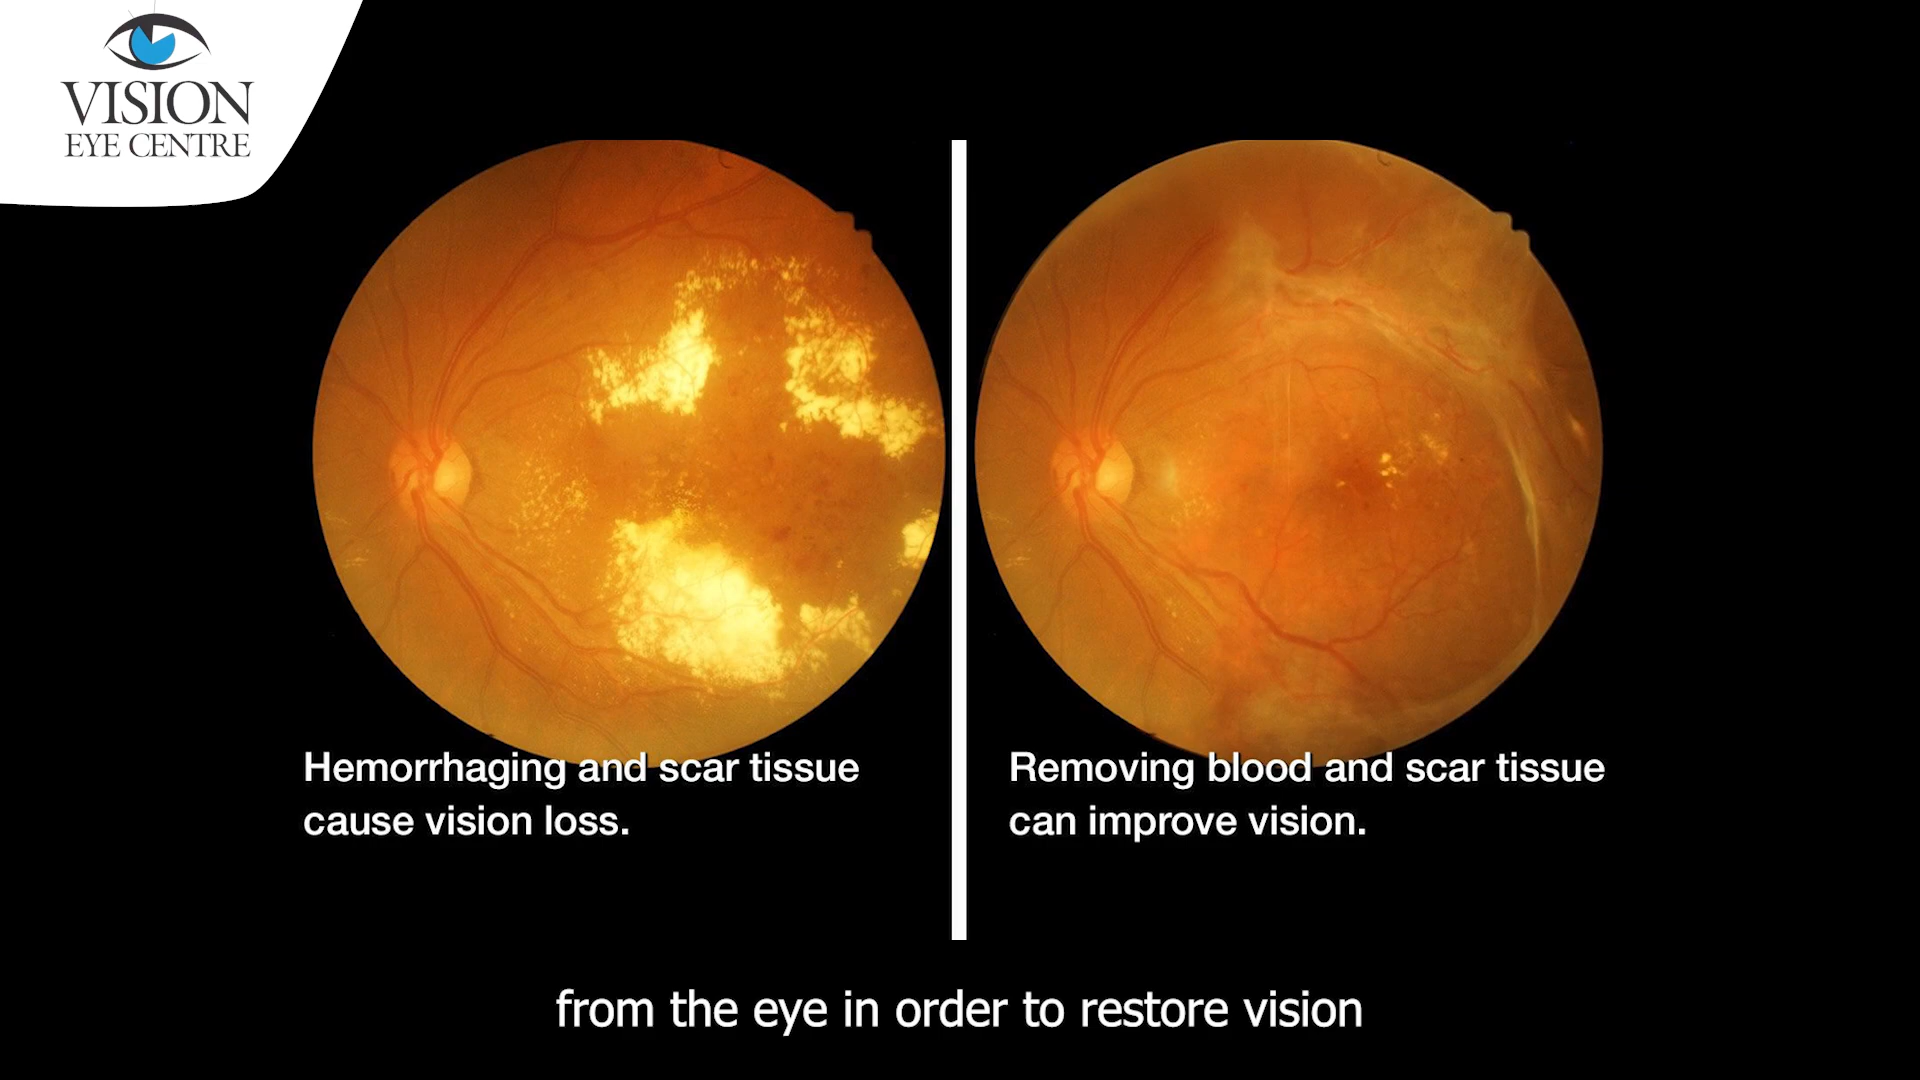 VISION
EYE CENTRE
Hemorrhaging and scar tissue
cause vision loss.
Removing blood and scar tissue
can improve vision.
from the eye in order to restore vision